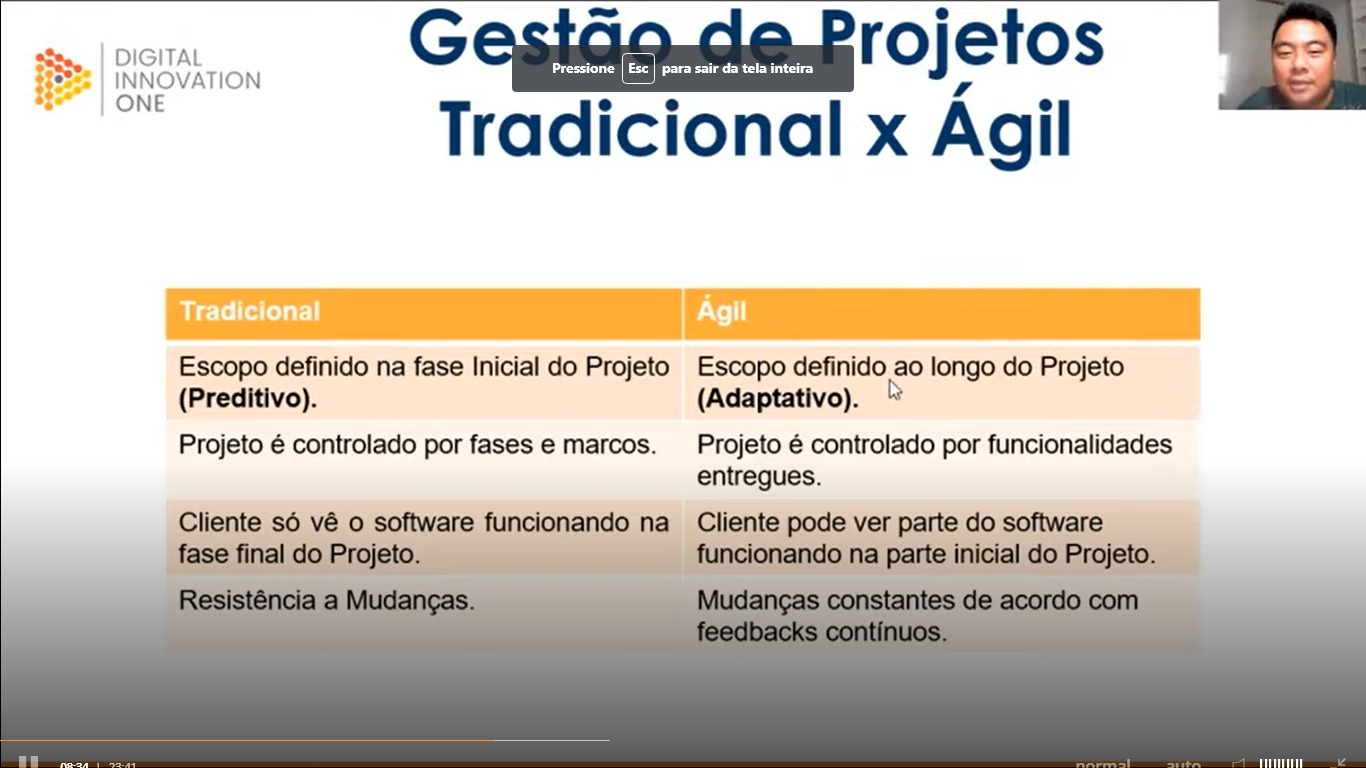 Gestão de Projetos
Tradicional x Ágil
DIGITAL
INNOVATION
ONE
Pressione Esc para sair da tela inteira
Tradicional
Ágil
Escopo definido na fase Inicial do Projeto
(Preditivo).
Escopo definido ao longo do Projeto
(Adaptativo).
Projeto é controlado por fases e marcos.
Projeto é controlado por funcionalidades
entregues.
Cliente só vê o software funcionando na
fase final do Projeto.
Cliente pode ver parte do software
funcionando na parte inicial do Projeto.
Resistência a Mudanças.
Mudanças constantes de acordo com
feedbacks contínuos.
08:34 | 23:41
normal auto